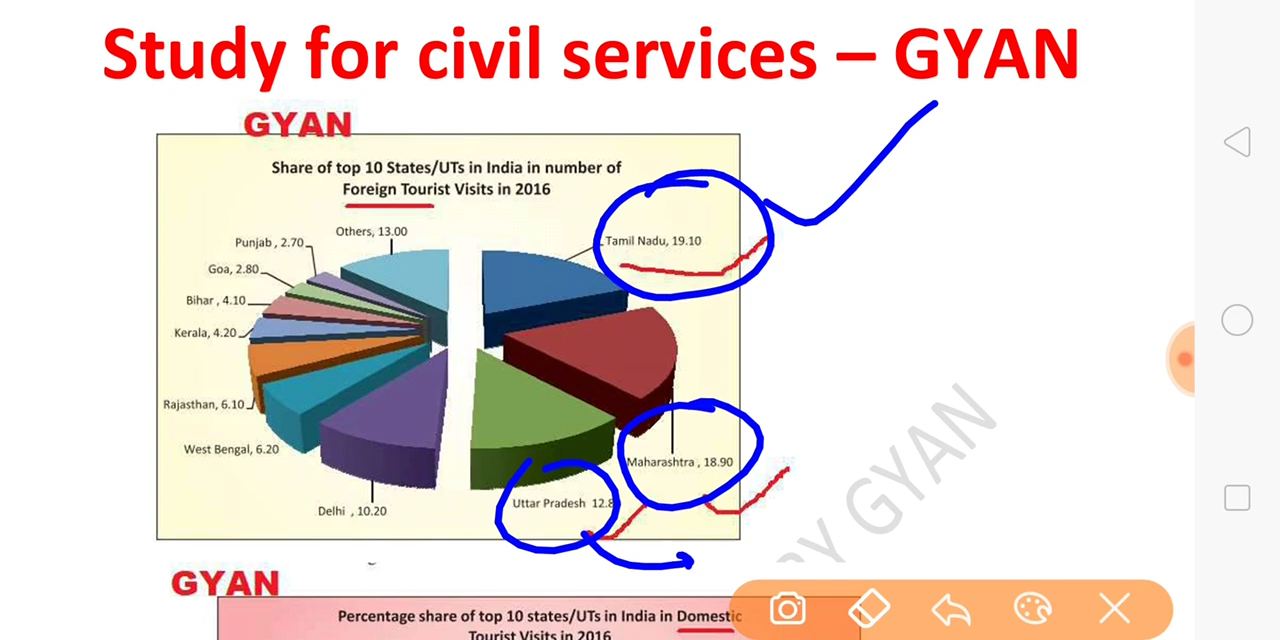 Study for civil services – GYAN
GYAN
Share of top 10 States/UTs in India in number of
Foreign Tourist Visits in 2016
Others, 13.00
Tamil Nadu, 19.10
Punjab , 2.70
Goa, 2.80
Bihar , 4.10
Kerala, 4.20
Rajasthan, 6.10
West Bengal, 6.20
Maharashtra , 18.90
Uttar Pradesh 12.8
Delhi , 10.20
GYAN
GYAN
Percentage share of top 10 states/UTs in India in Domestic
Tourist Visits in 2016